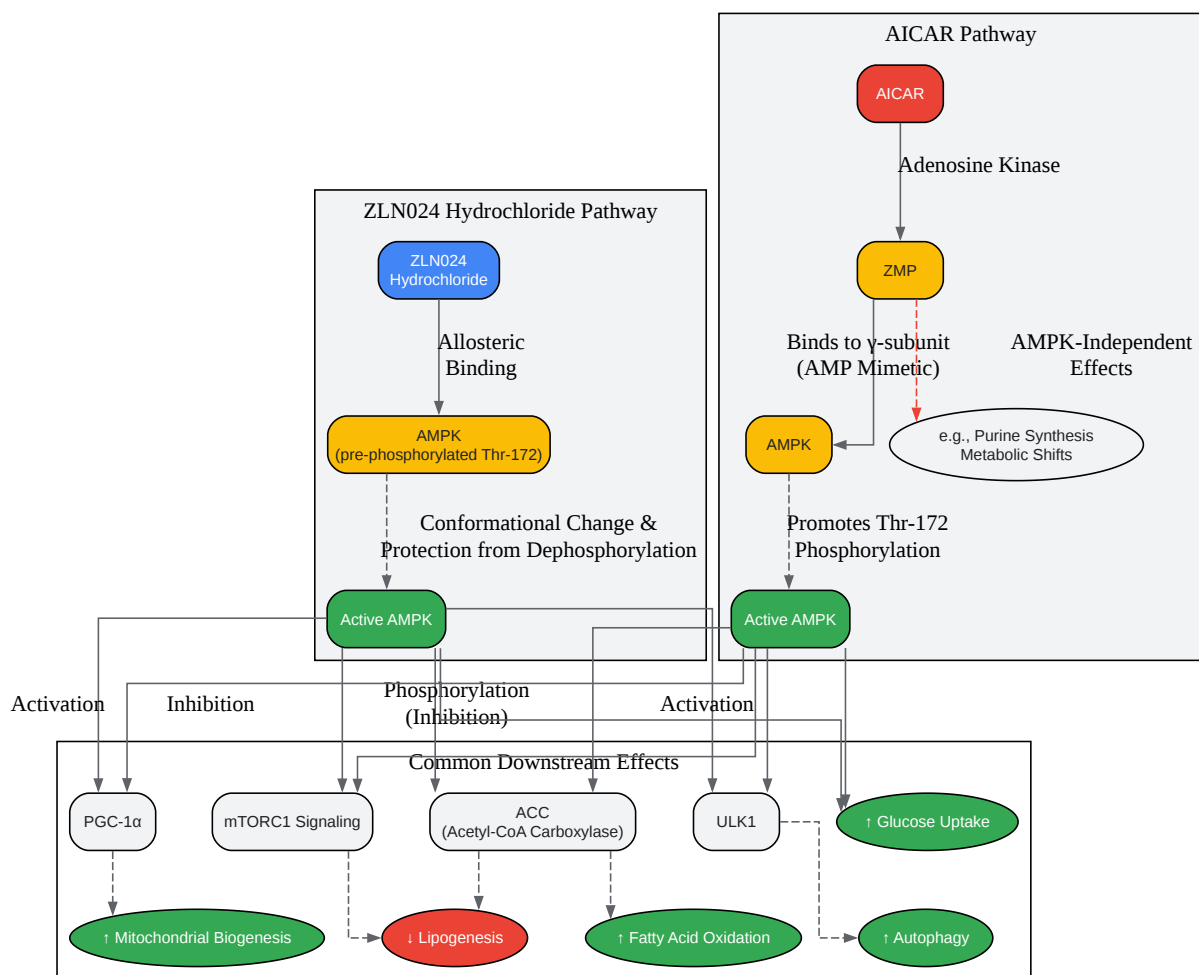 AICAR Pathway
AICAR
Adenosine Kinase
ZLN024 Hydrochloride Pathway
ZLN024
Hydrochloride
ZMP
Allosteric
Binding
Binds to γ-subunit
(AMP Mimetic)
AMPK-Independent
Effects
AMPK
(pre-phosphorylated Thr-172)
AMPK
e.g., Purine Synthesis
Metabolic Shifts
Conformational Change &
Protection from Dephosphorylation
Promotes Thr-172
Phosphorylation
Active AMPK
Active AMPK
Activation
Inhibition
Phosphorylation
(Inhibition)
Activation
Common Downstream Effects
PGC-1α
mTORC1 Signaling
ACC
(Acetyl-CoA Carboxylase)
ULK1
↑ Glucose Uptake
↑ Mitochondrial Biogenesis
↓ Lipogenesis
↑ Fatty Acid Oxidation
↑ Autophagy